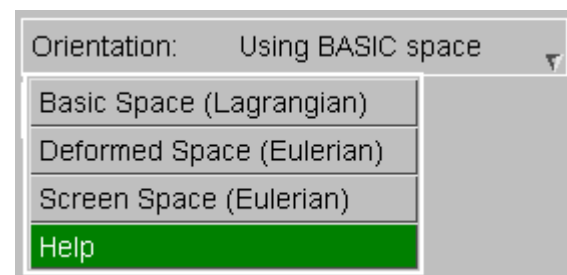 Orientation: Using BASIC space
Basic Space (Lagrangian)
Deformed Space (Eulerian)
Screen Space (Eulerian)
Help